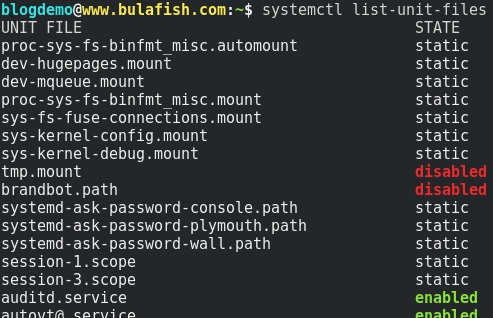 blogdemo@www.bulafish.com:~$ systemctl list-unit-files
UNIT FILE STATE
proc-sys-fs-binfmt_misc.automount static
dev-hugepages.mount static
dev-mqueue.mount static
proc-sys-fs-binfmt_misc.mount static
sys-fs-fuse-connections.mount static
sys-kernel-config.mount static
sys-kernel-debug.mount static
tmp.mount disabled
brandbot.path disabled
systemd-ask-password-console.path static
systemd-ask-password-plymouth.path static
systemd-ask-password-wall.path static
session-1.scope static
session-3.scope static
auditd.service enabled
autovt@.service enabled